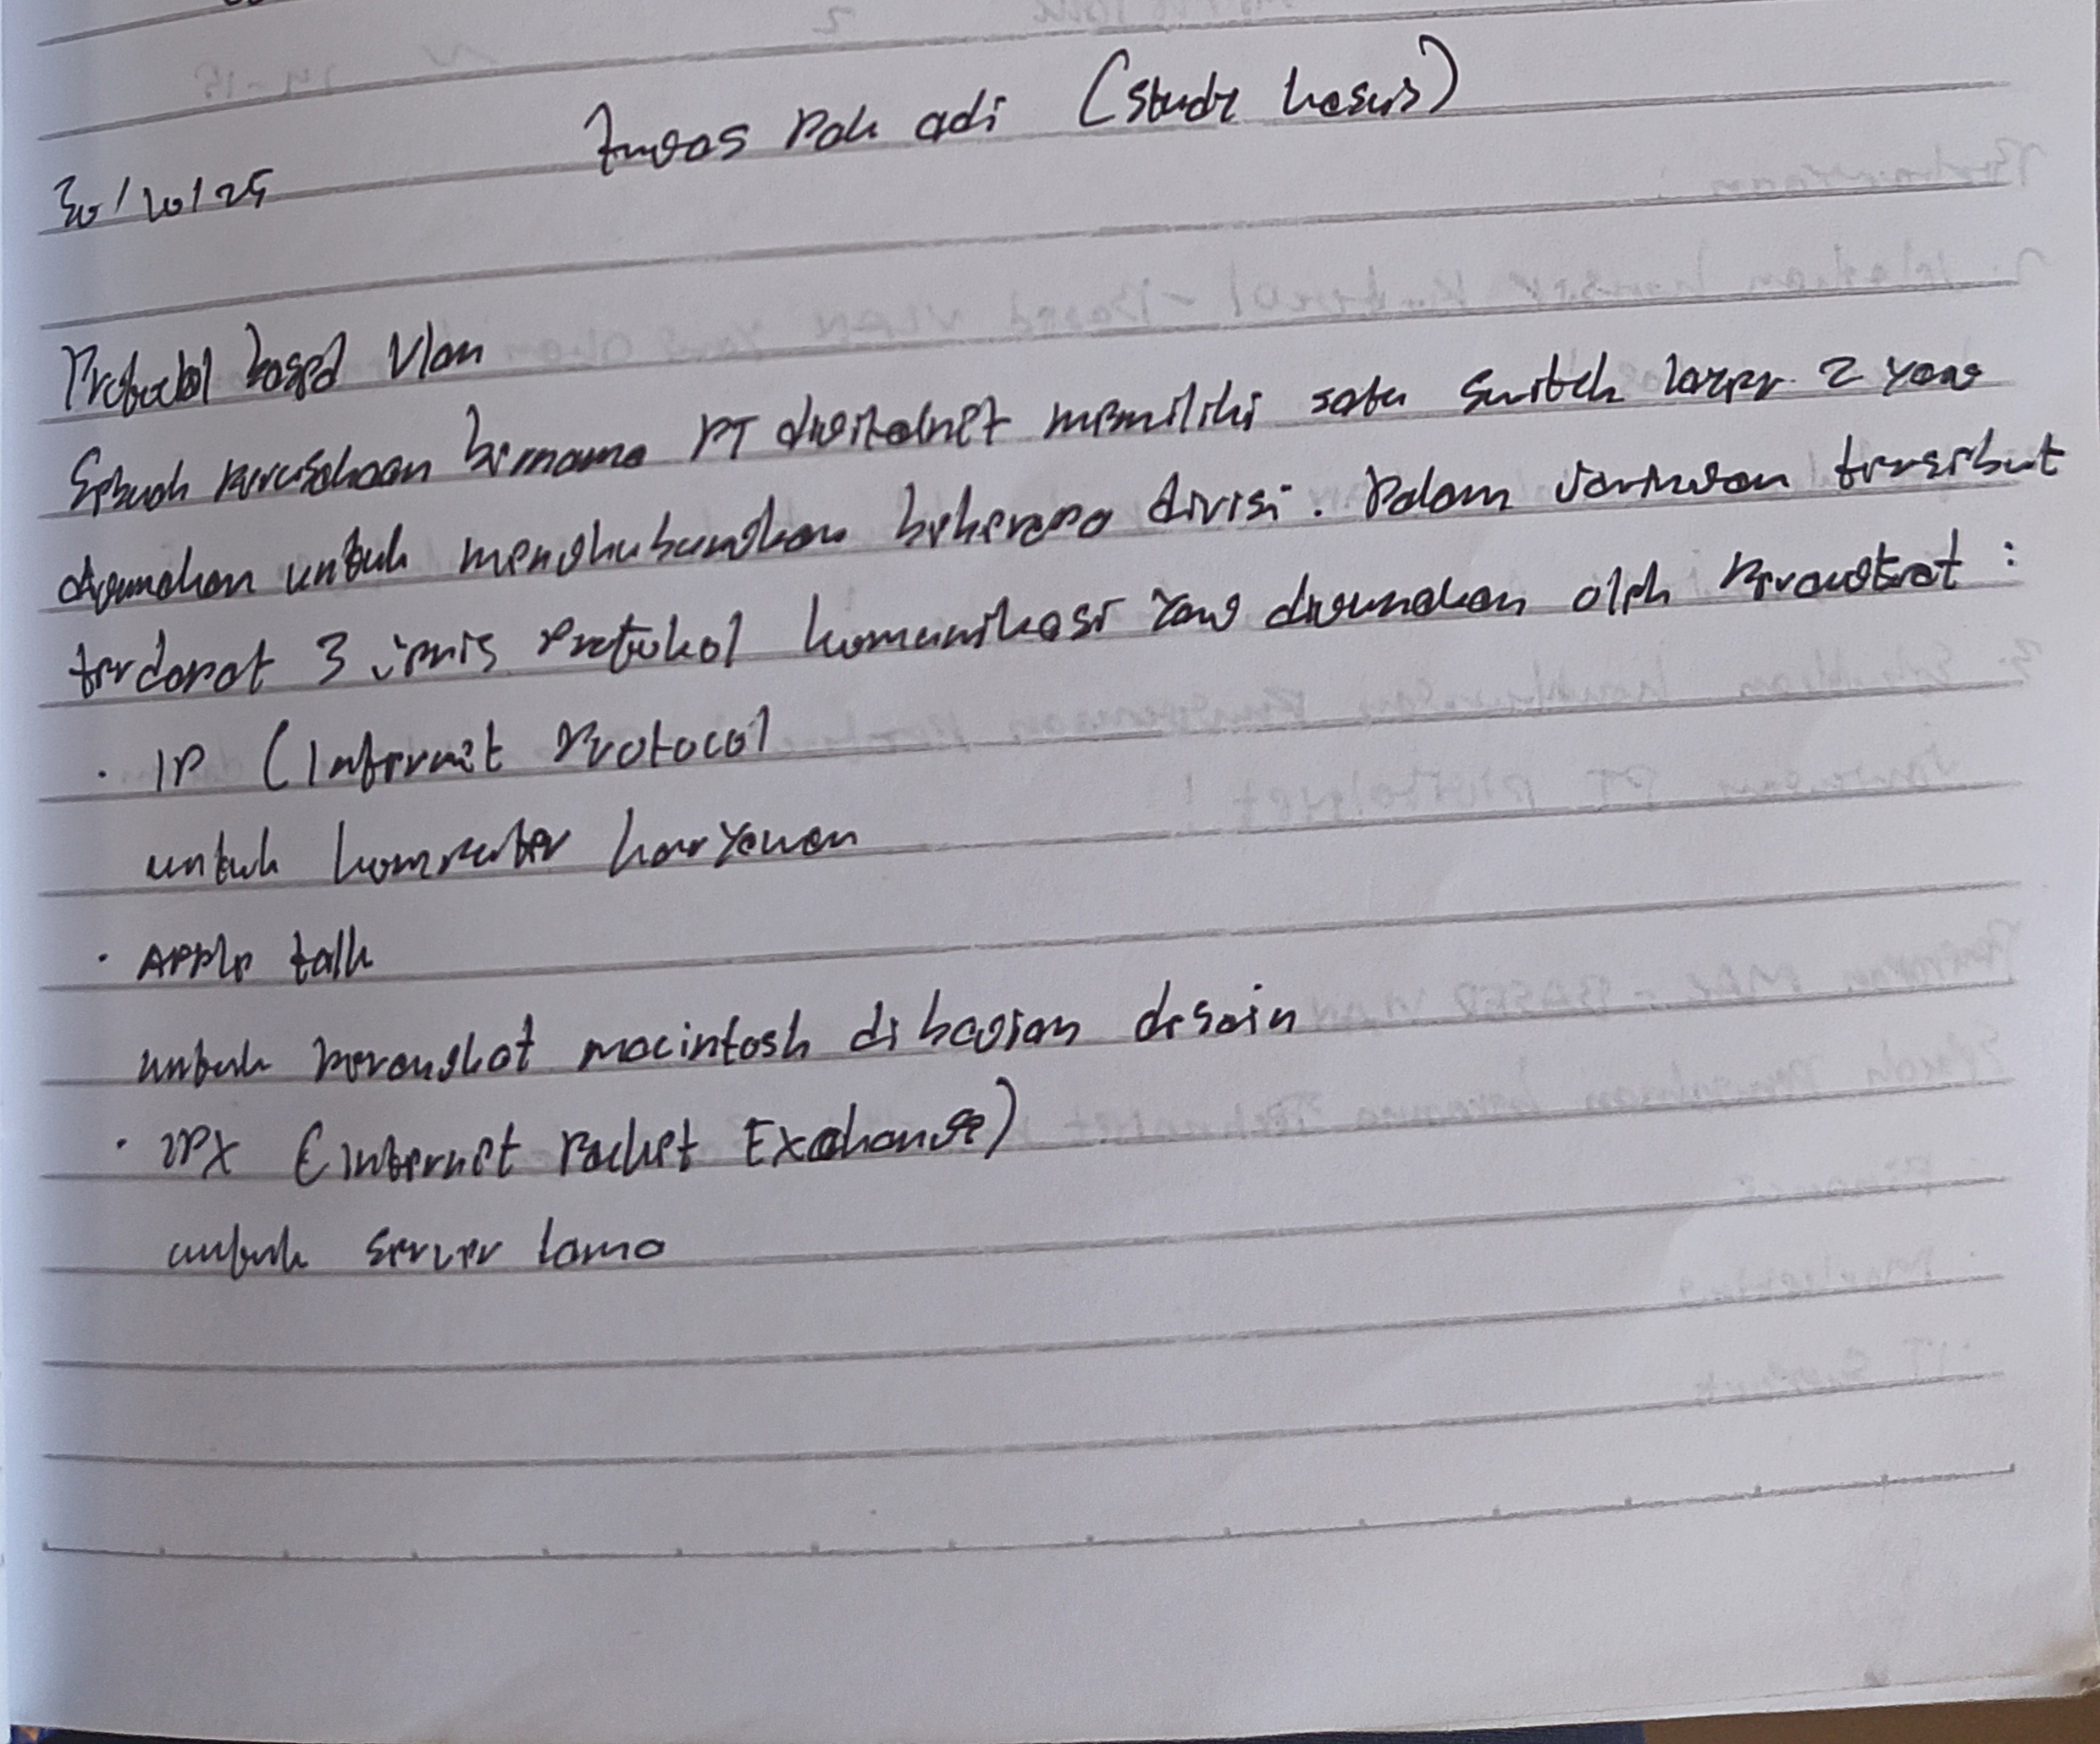 tugas Pak adi (Studi kasus)
30/10/25
Protokol based Vlan
Sebuah perusahaan bernama PT digitalnet memiliki satu Switch layer 2 yang
digunakan untuk menghubungkan beberapa divisi. Dalam jaringan tersebut
terdapat 3 jenis Protokol komunikasi yang digunakan oleh Perangkat :
· IP (Internet Protocol
untuk komputer karyawan
· Apple talk
untuk perangkat macintosh di bagian desain
· IPX (Internet Packet Exchange)
untuk Server lama